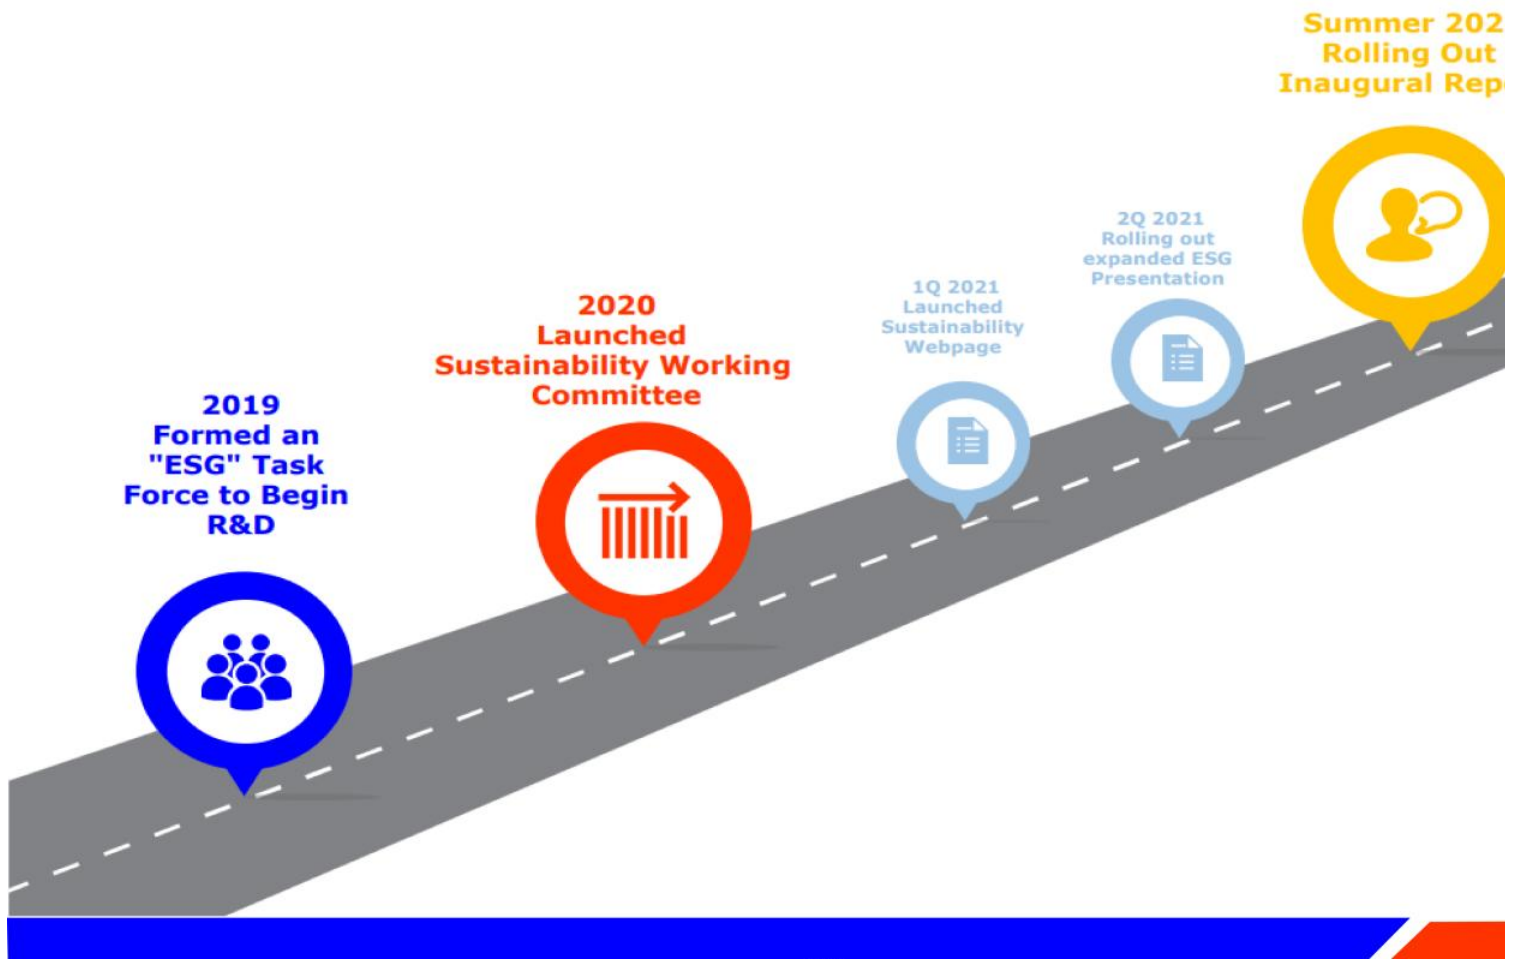 2019
Formed an
"ESG" Task
Force to Begin
R&D
2020
Launched
Sustainability Working
Committee
1Q 2021
Launched
Sustainability
Webpage
2Q 2021
Rolling out
expanded ESG
Presentation
Summer 202
Rolling Out
Inaugural